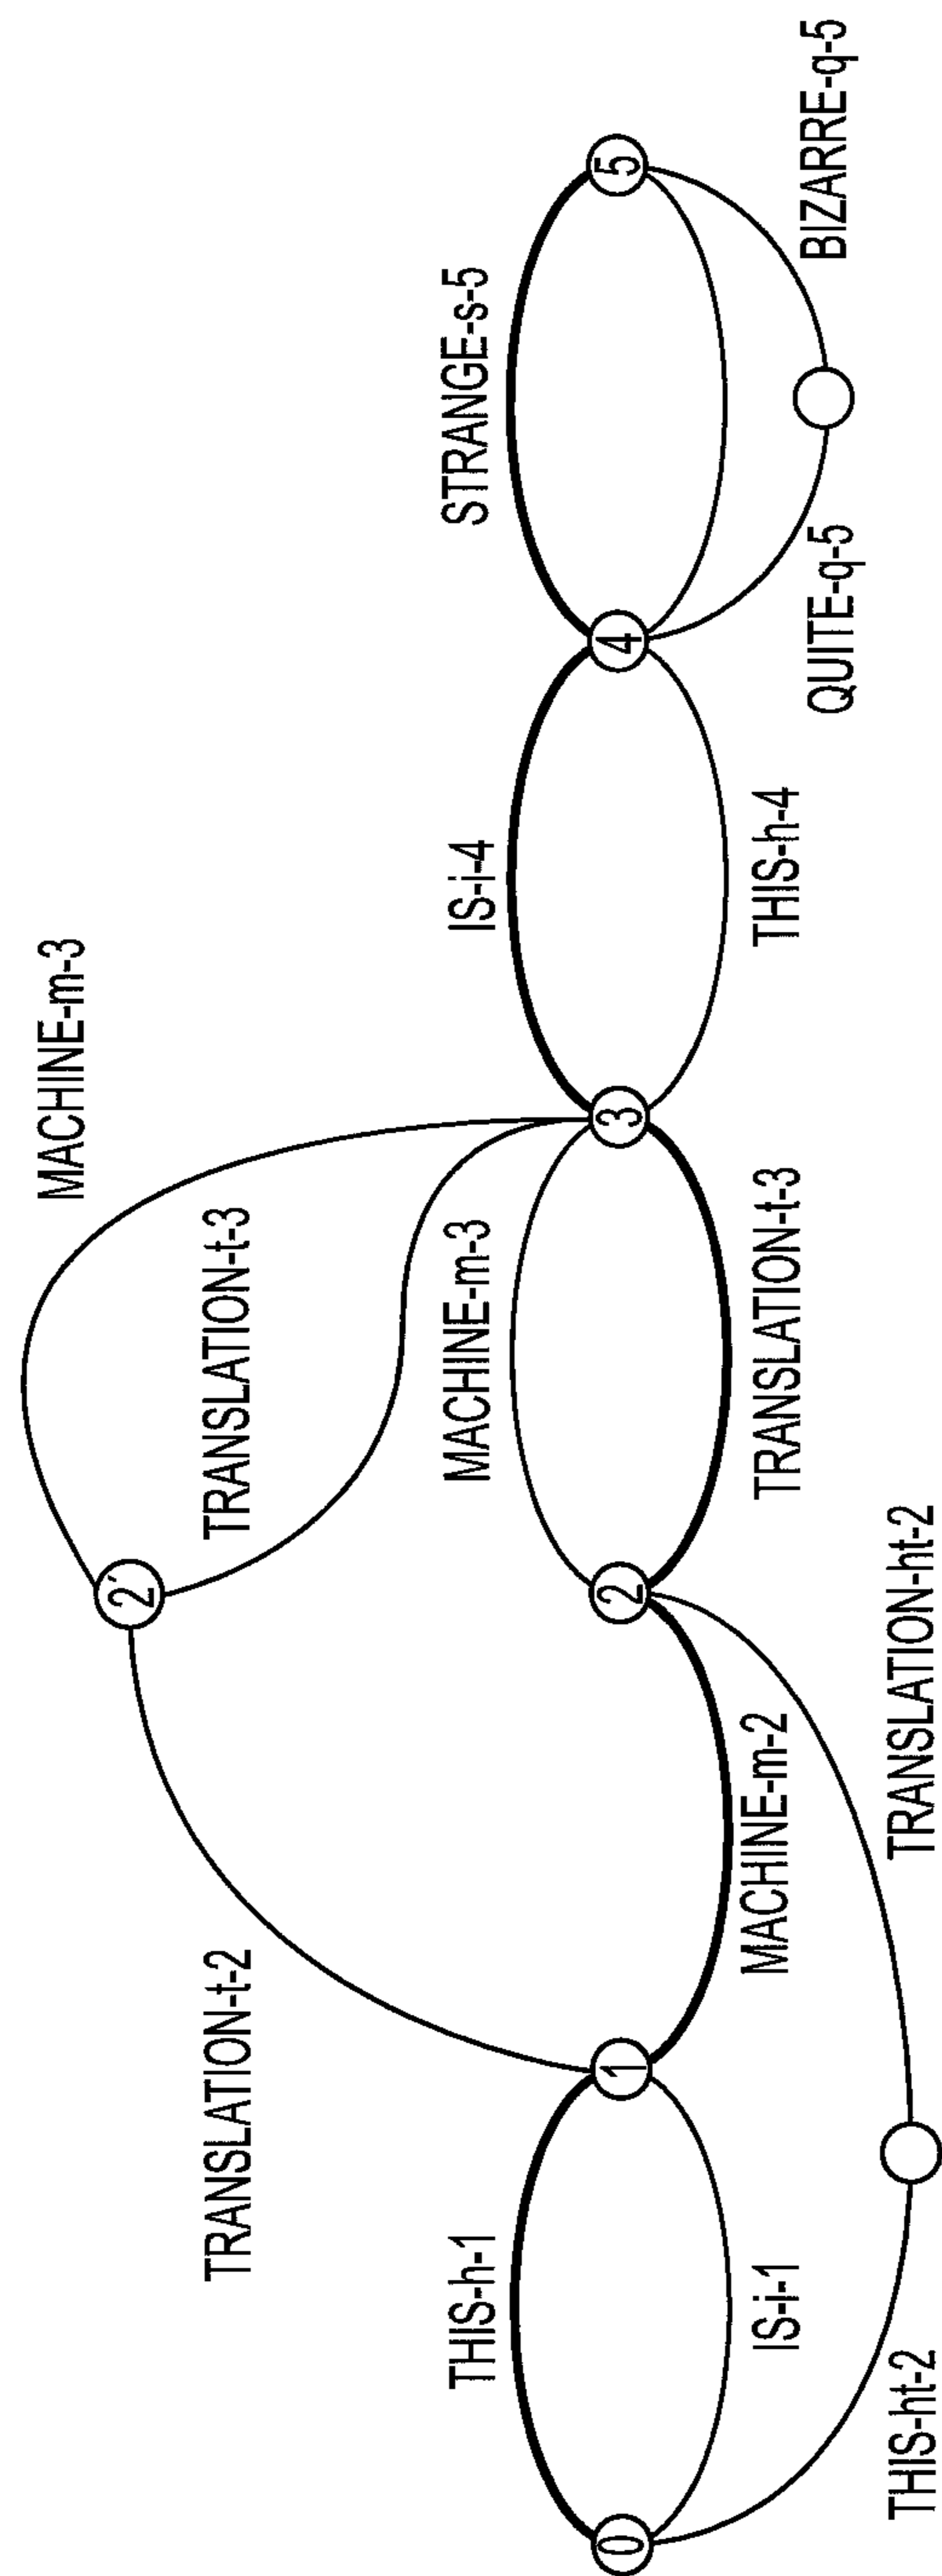 MACHINE-m-3
TRANSLATION-t-2
2´
TRANSLATION-t-3
THIS-h-1
MACHINE-m-3
IS-i-4
STRANGE-s-5
0
1
2
3
4
5
IS-i-1
MACHINE-m-2
TRANSLATION-t-3
THIS-h-4
QUITE-q-5
BIZARRE-q-5
THIS-ht-2
TRANSLATION-ht-2